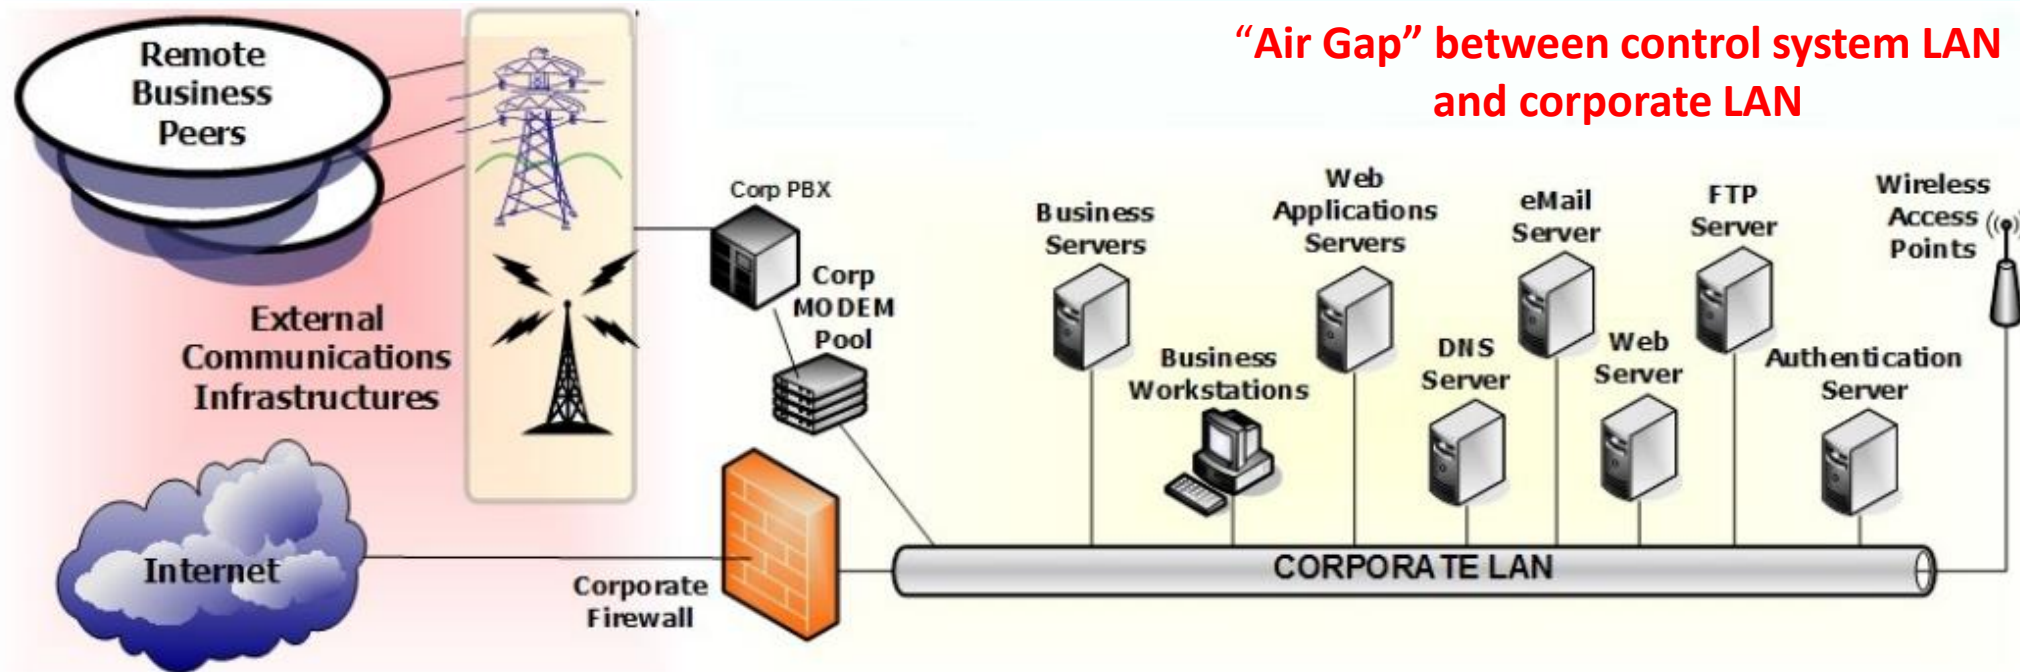 “Air Gap” between control system LAN
and corporate LAN
Remote
Business
Peers
External
Communications
Infrastructures
Internet
Corp PBX
Corp
MODEM
Pool
Corporate
Firewall
Business
Servers
Business
Workstations
Web
Applications
Servers
DNS
Server
eMail
Server
Web
Server
FTP
Server
Authentication
Server
Wireless
Access
Points
CORPORATE LAN